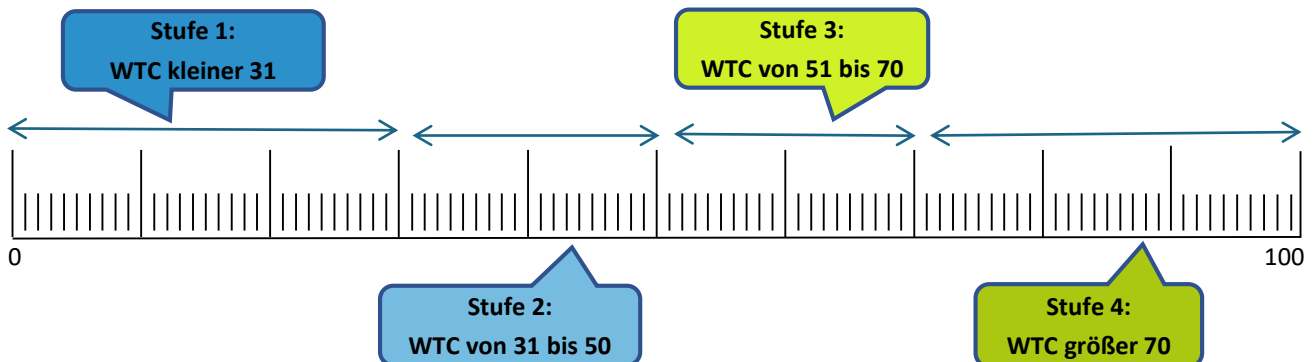 Stufe 1:
WTC kleiner 31
Stufe 3:
WTC von 51 bis 70
0
100
Stufe 2:
WTC von 31 bis 50
Stufe 4:
WTC größer 70